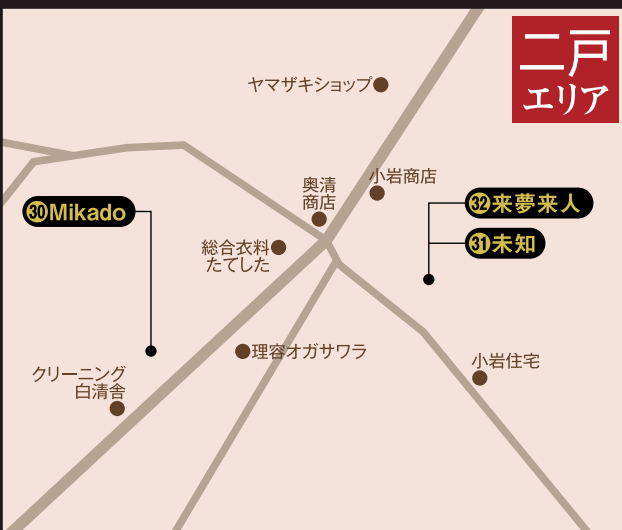 二戸
エリア
ヤマザキショップ
小岩商店
奥清
商店
㉜来夢来人
㉚Mikado
㉛未知
総合衣料
たてした
理容オガサワラ
小岩住宅
クリーニング
白清舎